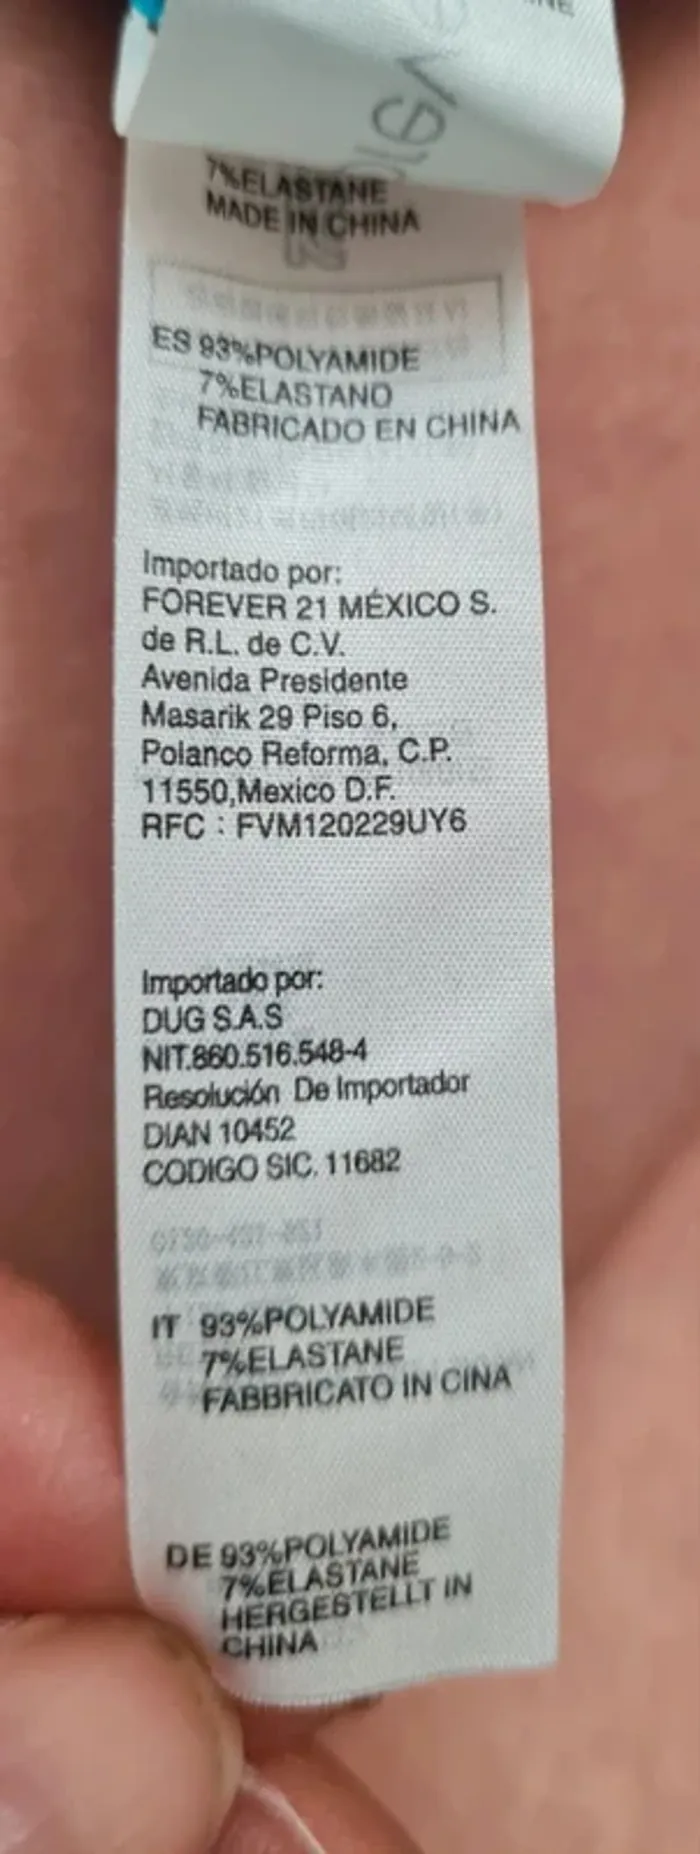 7%ELASTANE
MADE IN CHINA
ES 93%POLYAMIDE
7%ELASTANO
FABRICADO EN CHINA
Importado por:
FOREVER 21 MÉXICO S.
de R.L. de C.V.
Avenida Presidente
Masarik 29 Piso 6,
Polanco Reforma, C.P.
11550,Mexico D.F.
RFC : FVM120229UY6
Importado por:
DUG S.A.S
NIT.860.516.548-4
Resolución De Importador
DIAN 10452
CODIGO SIC. 11682
IT 93%POLYAMIDE
7%ELASTANE
FABBRICATO IN CINA
DE 93%POLYAMIDE
7%ELASTANE
HERGESTELLT IN
CHINA